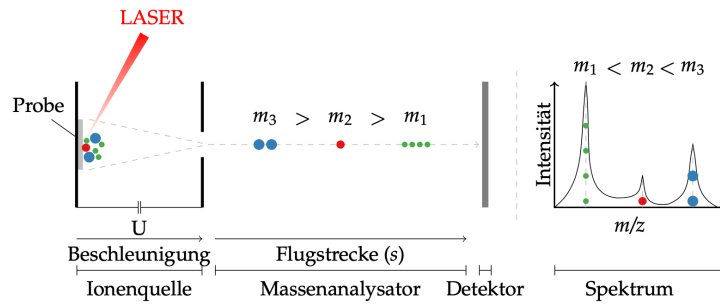 LASER
Probe
m₃ > m₂ > m₁
m₁ < m₂ < m₃
Intensität
m/z
U
Beschleunigung
Flugstrecke (s)
Ionenquelle
Massenanalysator
Detektor
Spektrum